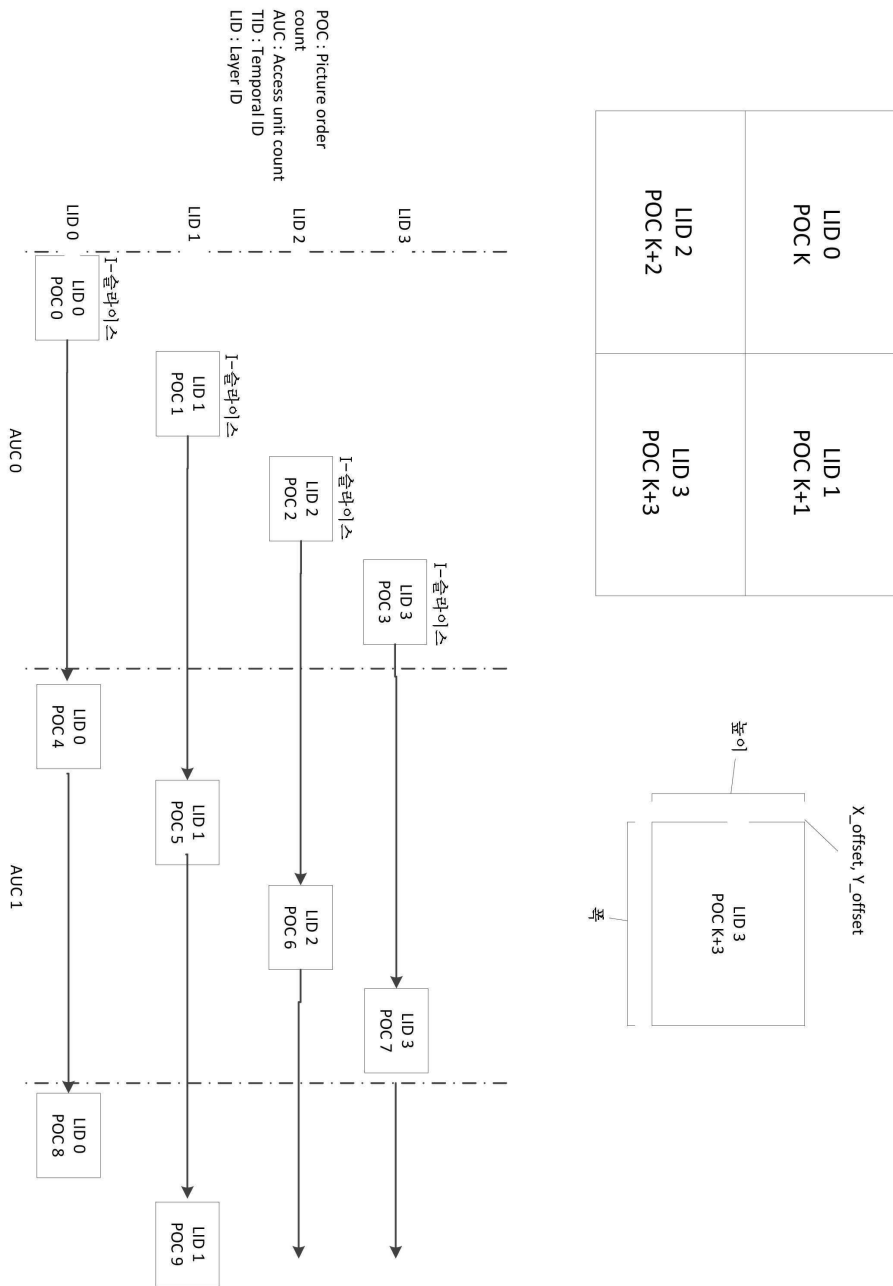 LID 0
POC K
LID 1
POC K+1
LID 2
POC K+2
LID 3
POC K+3
X_offset, Y_offset
높이
LID 3
POC K+3
폭
POC : Picture order
count
AUC : Access unit count
TID : Temporal ID
LID : Layer ID
LID 3
I-슬라이스
LID 3
POC 3
LID 3
POC 7
LID 2
I-슬라이스
LID 2
POC 2
LID 2
POC 6
LID 1
I-슬라이스
LID 1
POC 1
LID 1
POC 5
LID 1
POC 9
LID 0
I-슬라이스
LID 0
POC 0
LID 0
POC 4
LID 0
POC 8
AUC 0
AUC 1